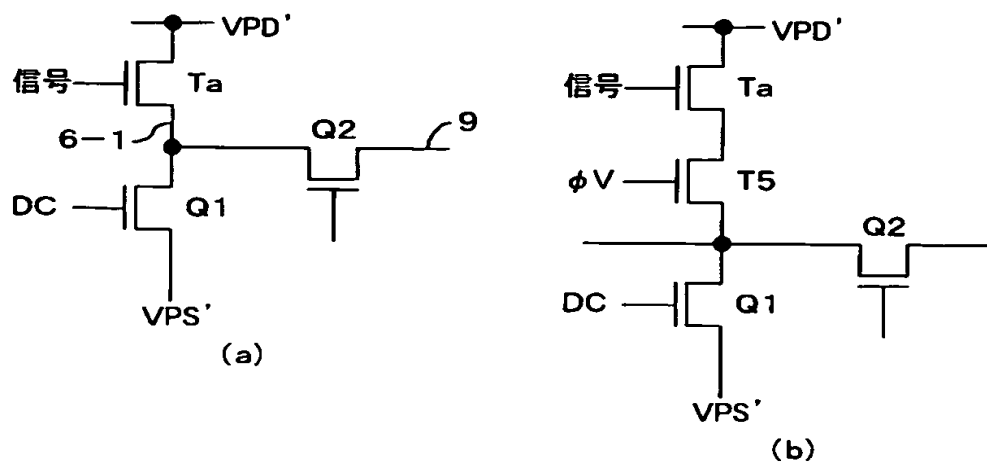 VPD'
信号
Ta
6-1
Q2
9
DC
Q1
VPS'
(a)
VPD'
信号
Ta
φV
T5
Q2
DC
Q1
VPS'
(b)